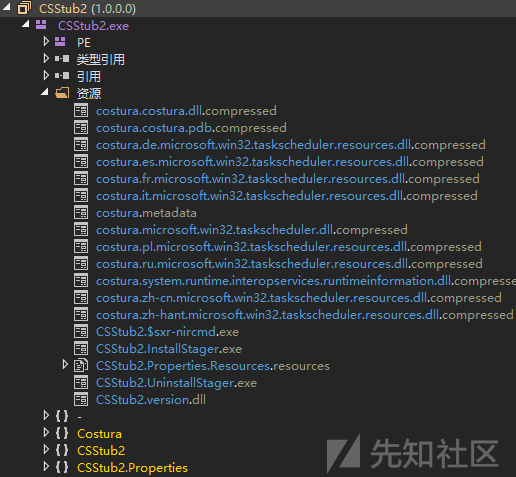 CSStub2 (1.0.0.0)
CSStub2.exe
PE
类型引用
引用
资源
costura.costura.dll.compressed
costura.costura.pdb.compressed
costura.de.microsoft.win32.taskscheduler.resources.dll.compressed
costura.es.microsoft.win32.taskscheduler.resources.dll.compressed
costura.fr.microsoft.win32.taskscheduler.resources.dll.compressed
costura.it.microsoft.win32.taskscheduler.resources.dll.compressed
costura.metadata
costura.microsoft.win32.taskscheduler.dll.compressed
costura.pl.microsoft.win32.taskscheduler.resources.dll.compressed
costura.ru.microsoft.win32.taskscheduler.resources.dll.compressed
costura.system.runtime.interopservices.runtimeinformation.dll.compressed
costura.zh-cn.microsoft.win32.taskscheduler.resources.dll.compressed
costura.zh-hant.microsoft.win32.taskscheduler.resources.dll.compressed
CSStub2.$sxr-nircmd.exe
CSStub2.InstallStager.exe
CSStub2.Properties.Resources.resources
CSStub2.UninstallStager.exe
CSStub2.version.dll
{ } -
{ } Costura
{ } CSStub2
{ } CSStub2.Properties
先知社区